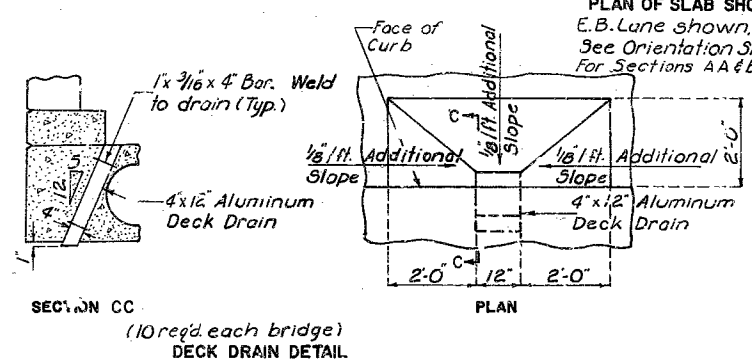 PLAN OF SLAB SHO
E.B. Lane shown,
See Orientation S
For Sections AA &
Face of
Curb
1" x 3/16" x 4" Bar. Weld
to drain (Typ.)
5
12
4"
1"
4"x12" Aluminum
Deck Drain
C
1/8"/ft. Additional
Slope
1/8"/ft. Additional
Slope
1/8"/ft. Additional
Slope
2'-0"
4"x12" Aluminum
Deck Drain
C
2'-0"
12"
2'-0"
SECTION CC
PLAN
(10 req'd. each bridge)
DECK DRAIN DETAIL